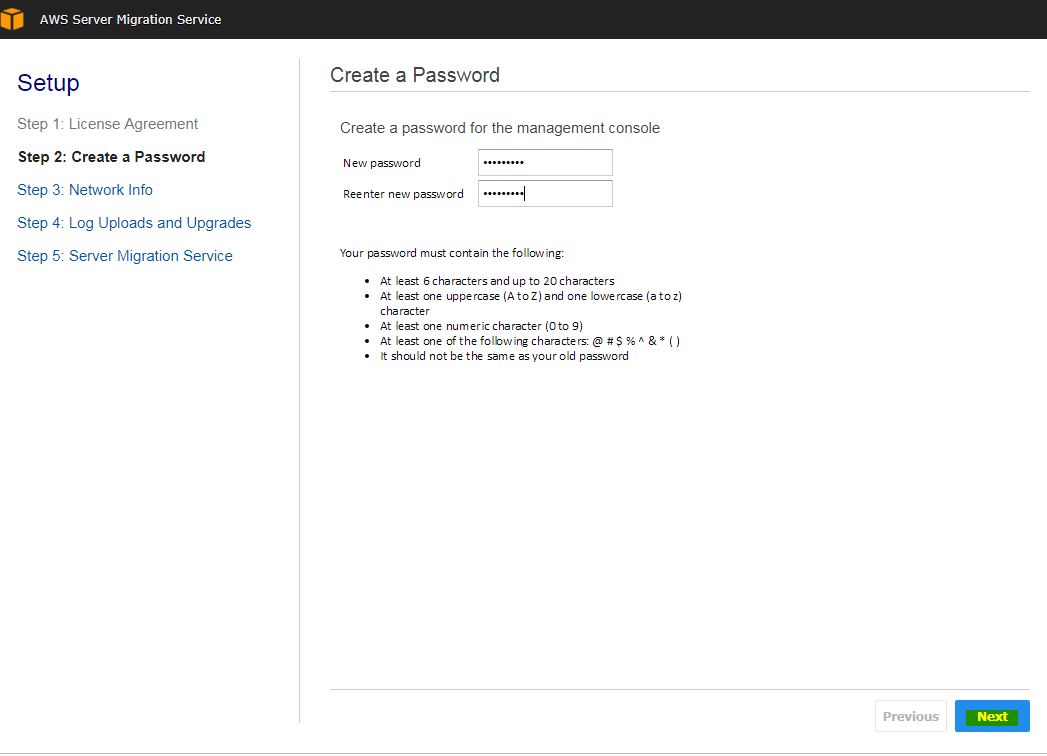 AWS Server Migration Service
Setup
Step 1: License Agreement
Step 2: Create a Password
Step 3: Network Info
Step 4: Log Uploads and Upgrades
Step 5: Server Migration Service
Create a Password
Create a password for the management console
New password •••••••••
Reenter new password •••••••••
Your password must contain the following:
• At least 6 characters and up to 20 characters
• At least one uppercase (A to Z) and one lowercase (a to z)
character
• At least one numeric character (0 to 9)
• At least one of the following characters: @ # $ % ^ & * ( )
• It should not be the same as your old password
Previous Next